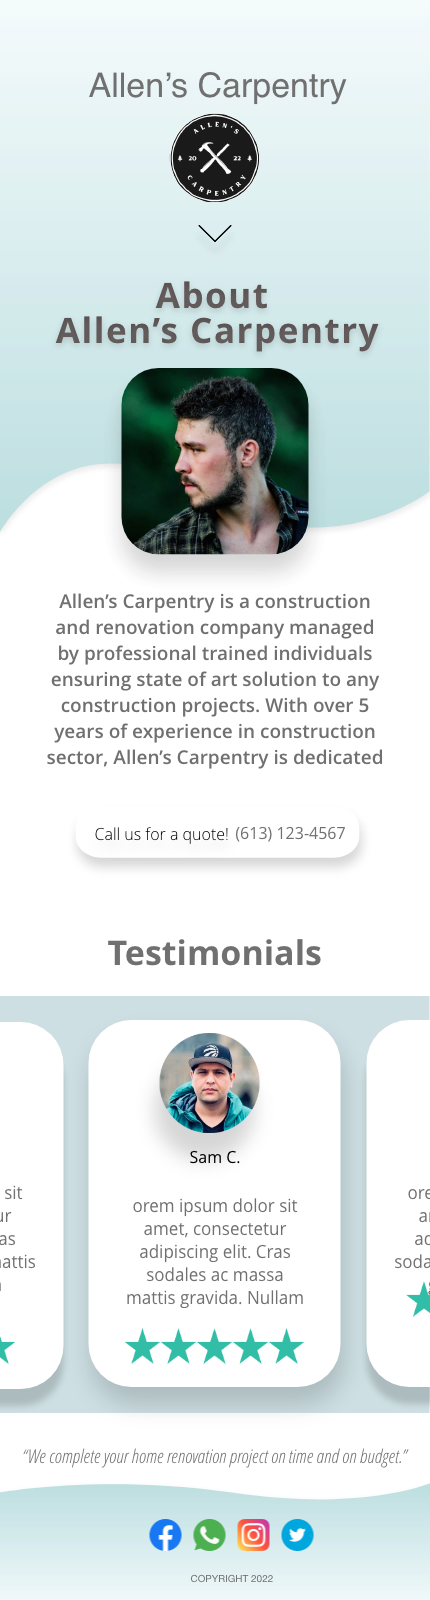 Allen’s Carpentry
ALLEN'S
20 22
CARPENTRY
About
Allen’s Carpentry
Allen’s Carpentry is a construction
and renovation company managed
by professional trained individuals
ensuring state of art solution to any
construction projects. With over 5
years of experience in construction
sector, Allen’s Carpentry is dedicated
Call us for a quote! (613) 123-4567
Testimonials
Sam C.
sit
ur
as
attis
orem ipsum dolor sit
amet, consectetur
adipiscing elit. Cras
sodales ac massa
mattis gravida. Nullam
ore
ar
ad
soda
“We complete your home renovation project on time and on budget.”
COPYRIGHT 2022